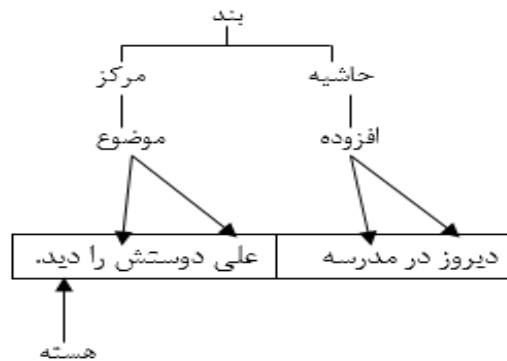 بند
حاشیه مرکز
افزوده موضوع
دیروز در مدرسه علی دوستش را دید.
هسته